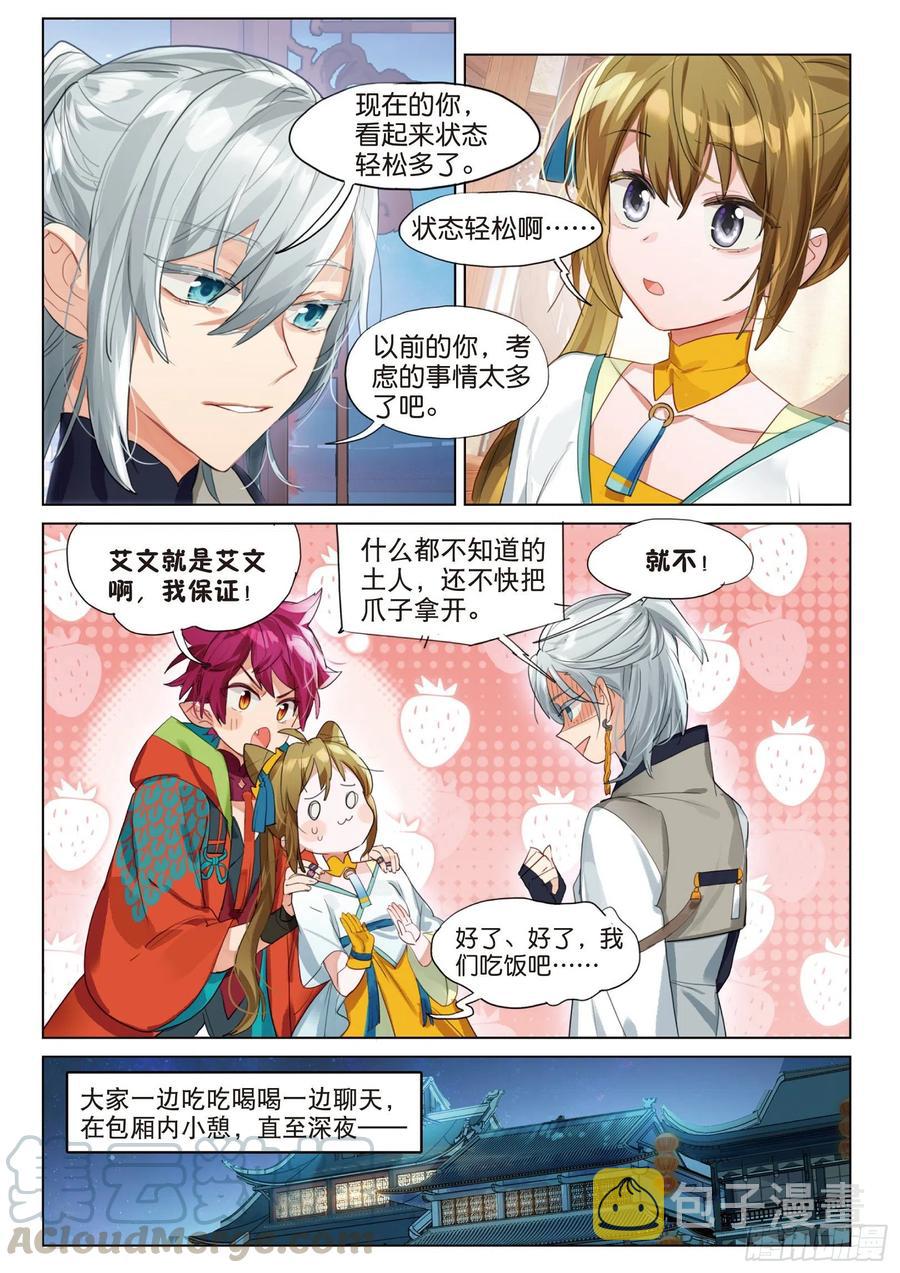 现在的你，
看起来状态
轻松多了。
状态轻松啊……
以前的你，考
虑的事情太多
了吧。
艾文就是艾文
啊，我保证！
什么都不知道的
土人，还不快把
爪子拿开。
就不！
好了、好了，我
们吃饭吧……
大家一边吃吃喝喝一边聊天，
在包厢内小憩，直至深夜——
集云数据
AcloudMerge.com
包子漫畫